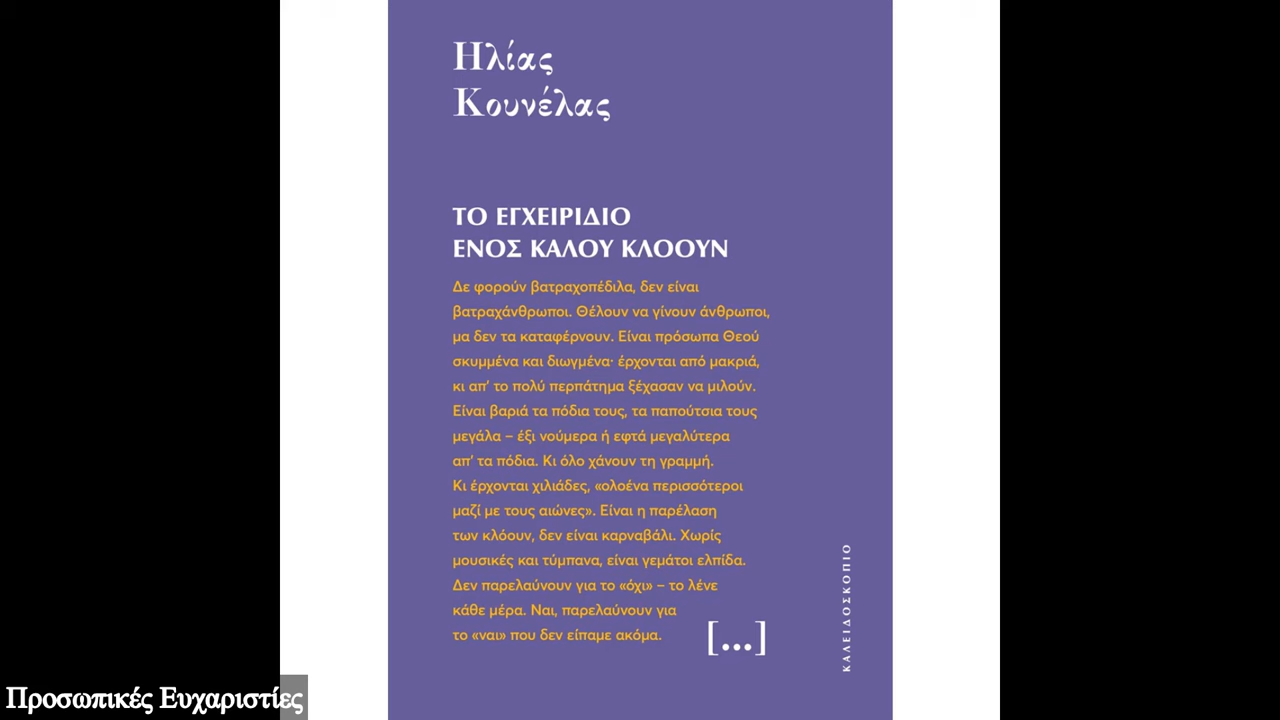 Ηλίας
Κουνέλας
ΤΟ ΕΓΧΕΙΡΙΔΙΟ
ΕΝΟΣ ΚΑΛΟΥ ΚΛΟΟΥΝ
Δε φορούν βατραχοπέδιλα, δεν είναι
βατραχάνθρωποι. Θέλουν να γίνουν άνθρωποι,
μα δεν τα καταφέρνουν. Είναι πρόσωπα Θεού
σκυμμένα και διωγμένα· έρχονται από μακριά,
κι απ’ το πολύ περπάτημα ξέχασαν να μιλούν.
Είναι βαριά τα πόδια τους, τα παπούτσια τους
μεγάλα – έξι νούμερα ή εφτά μεγαλύτερα
απ’ τα πόδια. Κι όλο χάνουν τη γραμμή.
Κι έρχονται χιλιάδες, «ολοένα περισσότεροι
μαζί με τους αιώνες». Είναι η παρέλαση
των κλόουν, δεν είναι καρναβάλι. Χωρίς
μουσικές και τύμπανα, είναι γεμάτοι ελπίδα.
Δεν παρελαύνουν για το «όχι» – το λένε
κάθε μέρα. Ναι, παρελαύνουν για
το «ναι» που δεν είπαμε ακόμα.
[...]
ΚΑΛΕΙΔΟΣΚΟΠΙΟ
Προσωπικές Ευχαριστίες